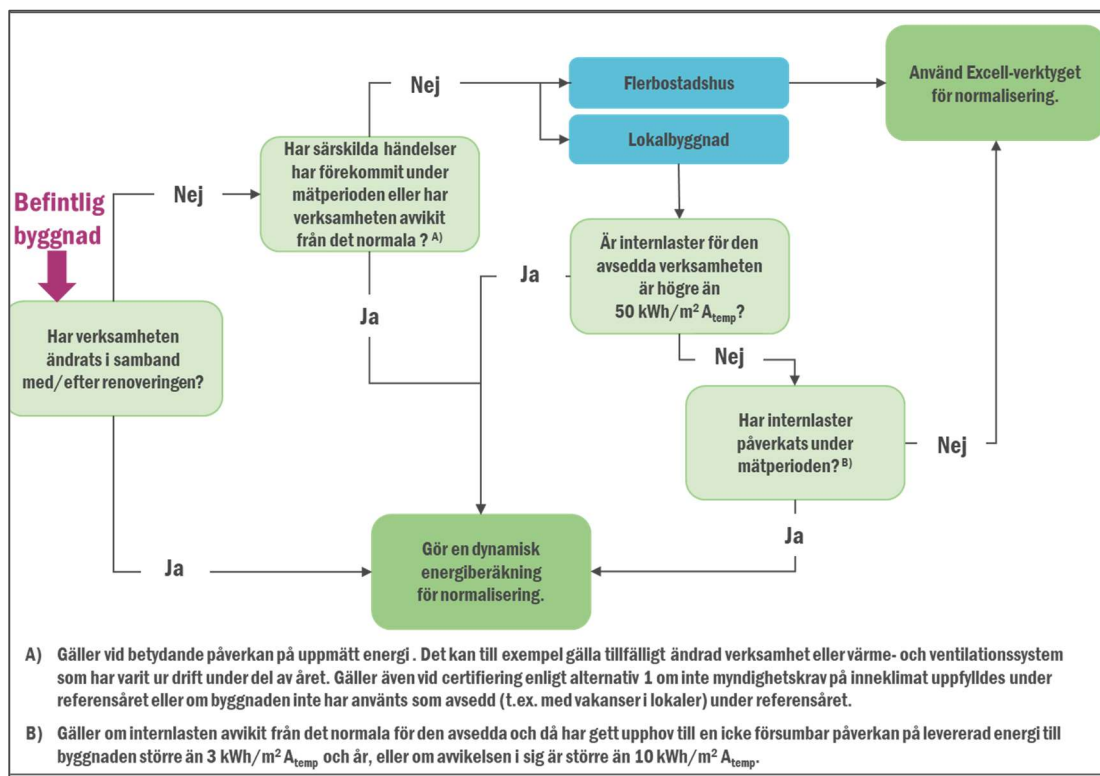 Nej
Flerbostadshus
Använd Excell-verktyget
för normalisering.
Lokalbyggnad
Har särskilda händelser
har förekommit under
mätperioden eller har
verksamheten avvikit
från det normala ? A)
Nej
Befintlig
byggnad
Är internlaster för den
avsedda verksamheten
är högre än
50 kWh/m² Atemp?
Ja
Ja
Har verksamheten
ändrats i samband
med/efter renoveringen?
Nej
Har internlaster
påverkats under
mätperioden? B)
Nej
Ja
Gör en dynamisk
energiberäkning
för normalisering.
Ja
A) Gäller vid betydande påverkan på uppmätt energi . Det kan till exempel gälla tillfälligt ändrad verksamhet eller värme- och ventilationssystem
som har varit ur drift under del av året. Gäller även vid certifiering enligt alternativ 1 om inte myndighetskrav på inneklimat uppfylldes under
referensåret eller om byggnaden inte har använts som avsedd (t.ex. med vakanser i lokaler) under referensåret.
B) Gäller om internlasten avvikit från det normala för den avsedda och då har gett upphov till en icke försumbar påverkan på levererad energi till
byggnaden större än 3 kWh/m² Atemp och år, eller om avvikelsen i sig är större än 10 kWh/m² Atemp.